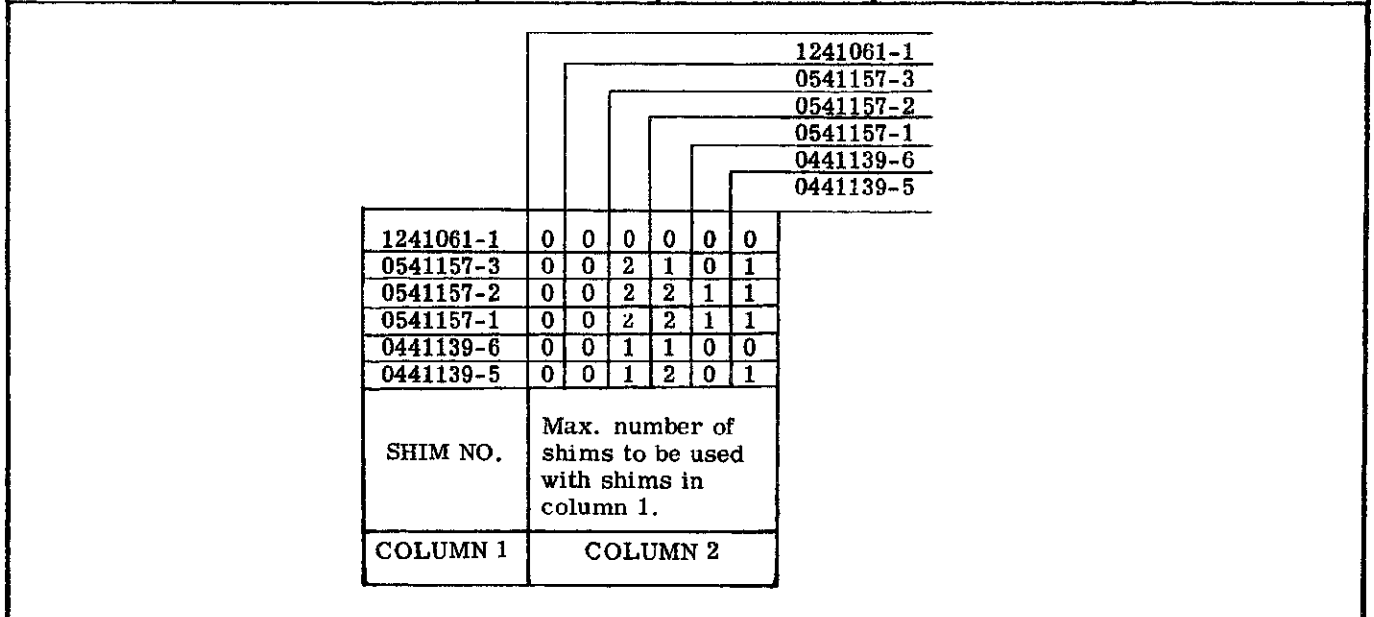 1241061-1
0541157-3
0541157-2
0541157-1
0441139-6
0441139-5
1241061-1 0 0 0 0 0 0
0541157-3 0 0 2 1 0 1
0541157-2 0 0 2 2 1 1
0541157-1 0 0 2 2 1 1
0441139-6 0 0 1 1 0 0
0441139-5 0 0 1 2 0 1
SHIM NO.
Max. number of
shims to be used
with shims in
column 1.
COLUMN 1 COLUMN 2